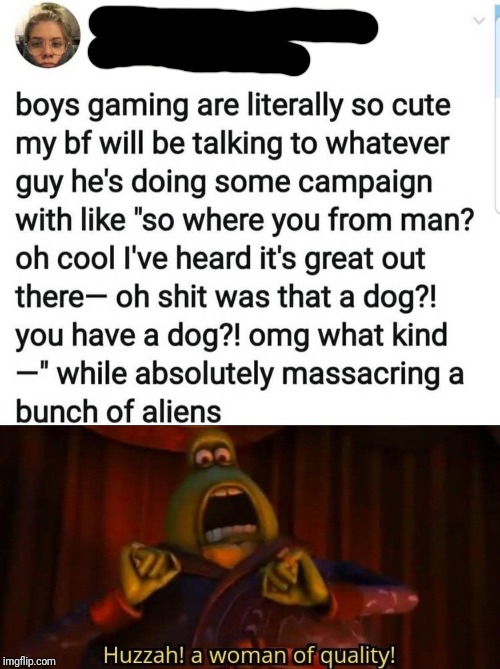 boys gaming are literally so cute
my bf will be talking to whatever
guy he's doing some campaign
with like "so where you from man?
oh cool I've heard it's great out
there— oh shit was that a dog?!
you have a dog?! omg what kind
—" while absolutely massacring a
bunch of aliens
Huzzah! a woman of quality!
imgflip.com